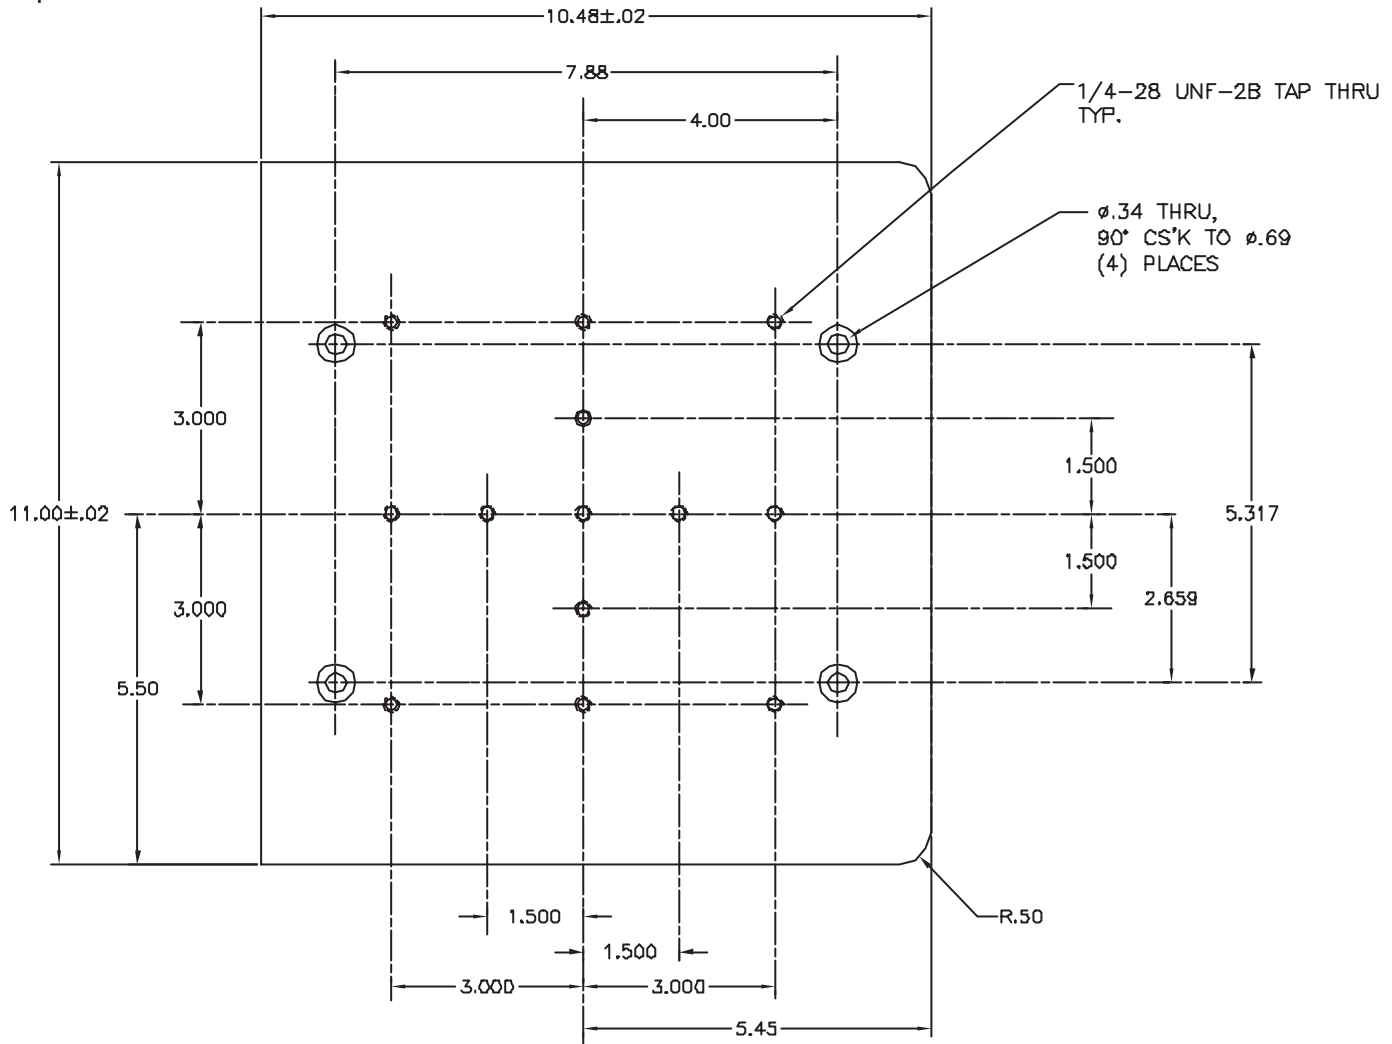 10.48±.02
7.88
4.00
1/4-28 UNF-2B TAP THRU
TYP.
ø.34 THRU,
90° CS'K TO ø.69
(4) PLACES
3.000
1.500
11.00±.02
5.317
1.500
3.000
2.659
5.50
1.500
R.50
1.500
3.000
3.000
5.45